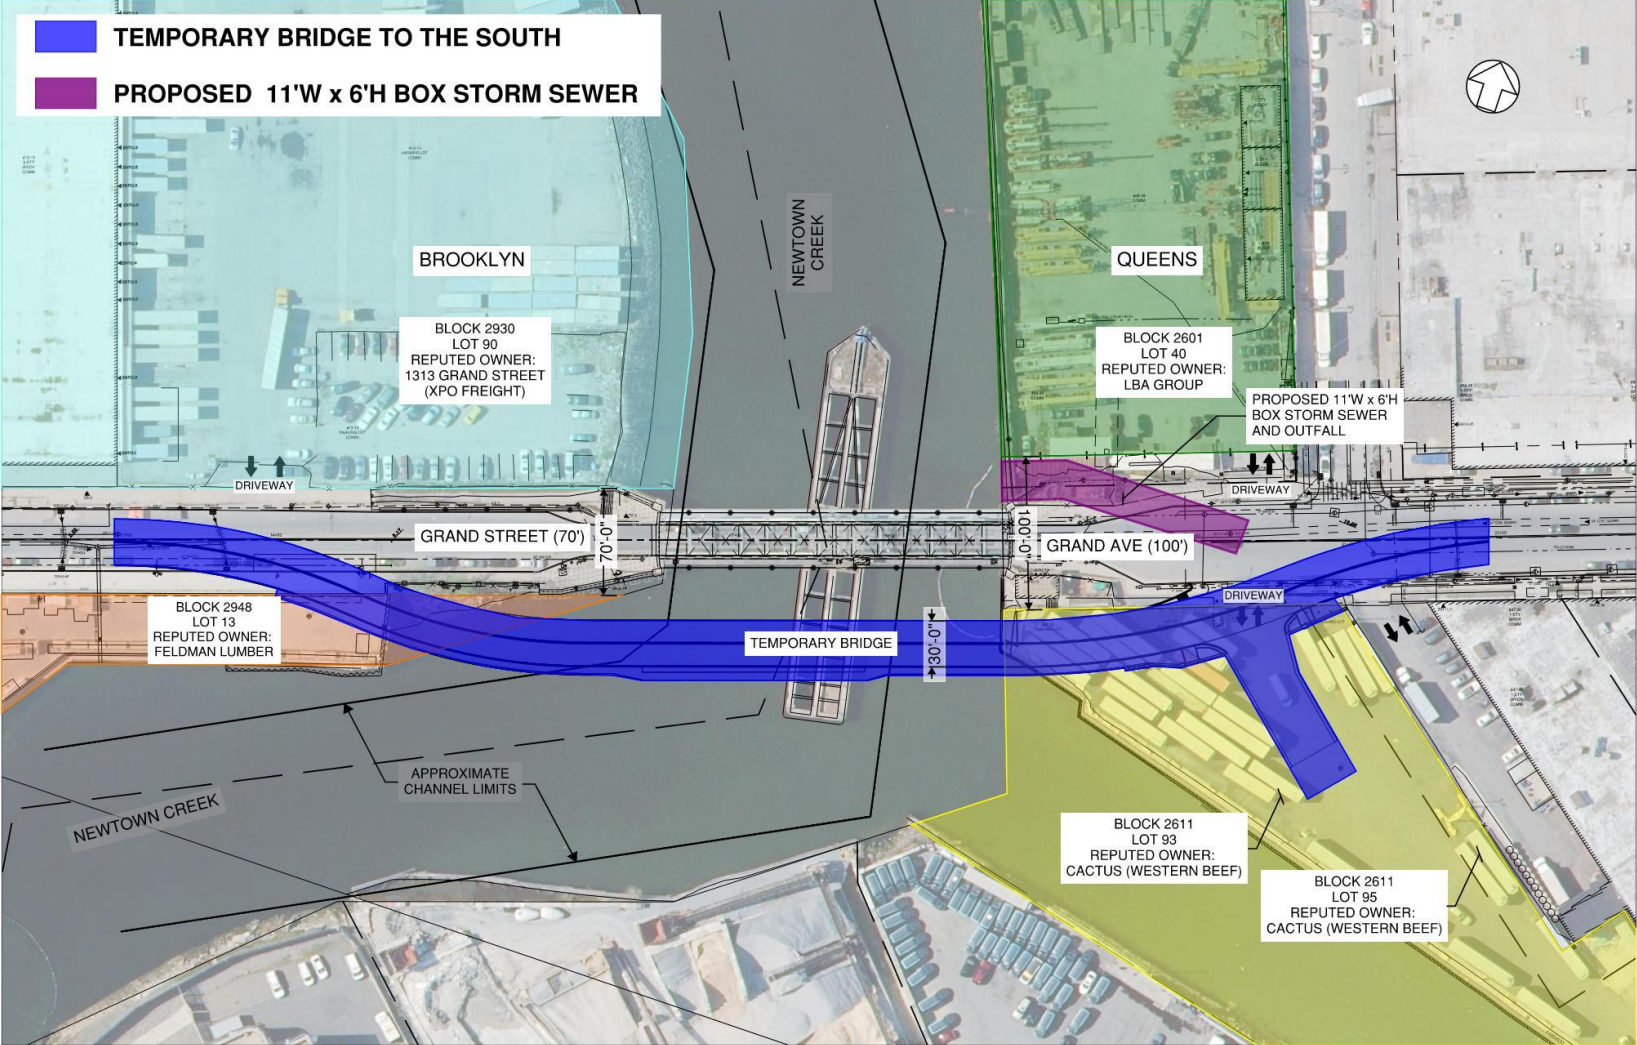 TEMPORARY BRIDGE TO THE SOUTH
PROPOSED 11'W x 6'H BOX STORM SEWER
BROOKLYN
NEWTOWN
CREEK
QUEENS
BLOCK 2930
LOT 90
REPUTED OWNER:
1313 GRAND STREET
(XPO FREIGHT)
BLOCK 2601
LOT 40
REPUTED OWNER:
LBA GROUP
PROPOSED 11'W x 6'H
BOX STORM SEWER
AND OUTFALL
DRIVEWAY
DRIVEWAY
GRAND STREET (70')
70'-0"
100'-0"
GRAND AVE (100')
DRIVEWAY
BLOCK 2948
LOT 13
REPUTED OWNER:
FELDMAN LUMBER
TEMPORARY BRIDGE
30'-0"
APPROXIMATE
CHANNEL LIMITS
NEWTOWN CREEK
BLOCK 2611
LOT 93
REPUTED OWNER:
CACTUS (WESTERN BEEF)
BLOCK 2611
LOT 95
REPUTED OWNER:
CACTUS (WESTERN BEEF)